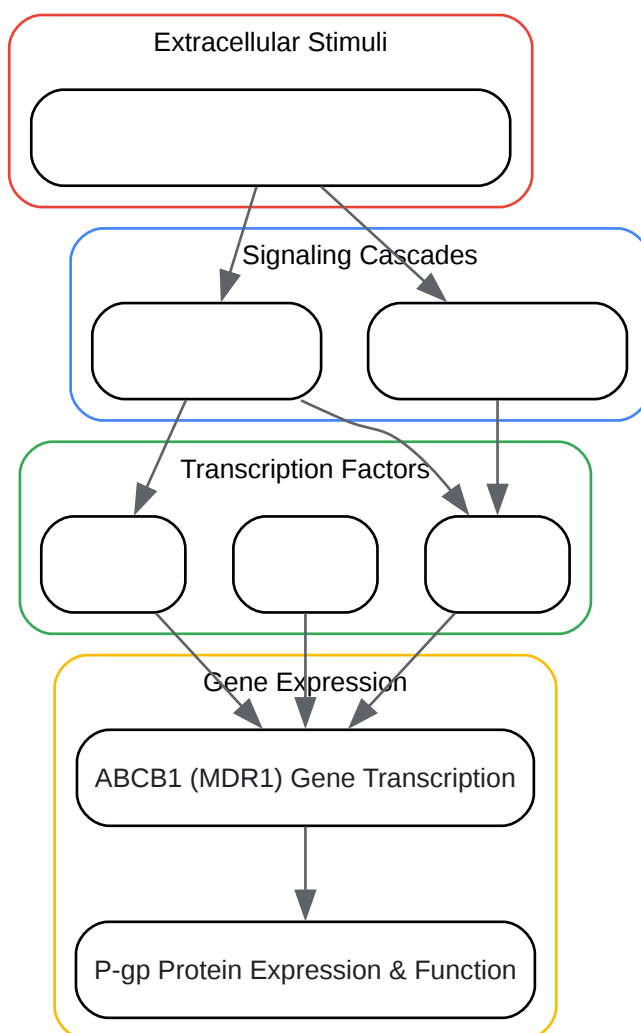 Extracellular Stimuli
Signaling Cascades
Transcription Factors
Gene Expression
ABCB1 (MDR1) Gene Transcription
P-gp Protein Expression & Function